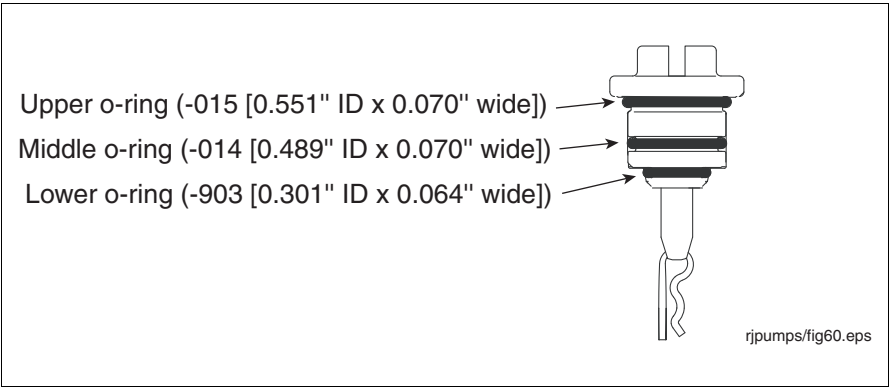 Upper o-ring (-015 [0.551" ID x 0.070" wide])
Middle o-ring (-014 [0.489" ID x 0.070" wide])
Lower o-ring (-903 [0.301" ID x 0.064" wide])
rjpumps/fig60.eps